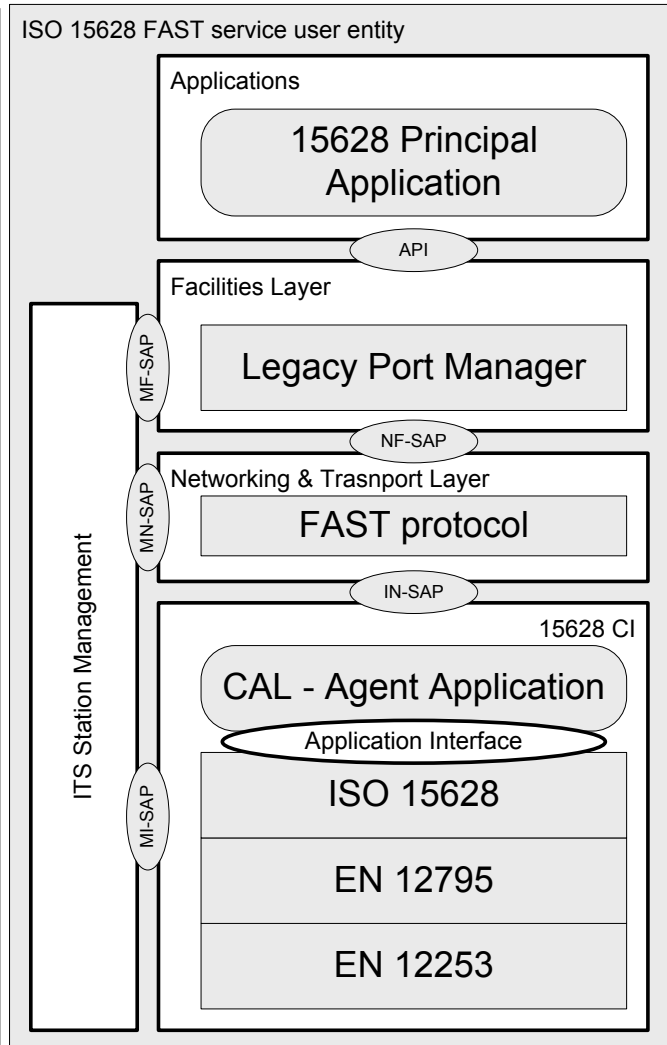 ISO 15628 FAST service user entity
Applications
15628 Principal
Application
API
Facilities Layer
MF-SAP
Legacy Port Manager
NF-SAP
Networking & Trasnport Layer
MN-SAP
FAST protocol
IN-SAP
15628 CI
ITS Station Management
CAL - Agent Application
Application Interface
MI-SAP
ISO 15628
EN 12795
EN 12253